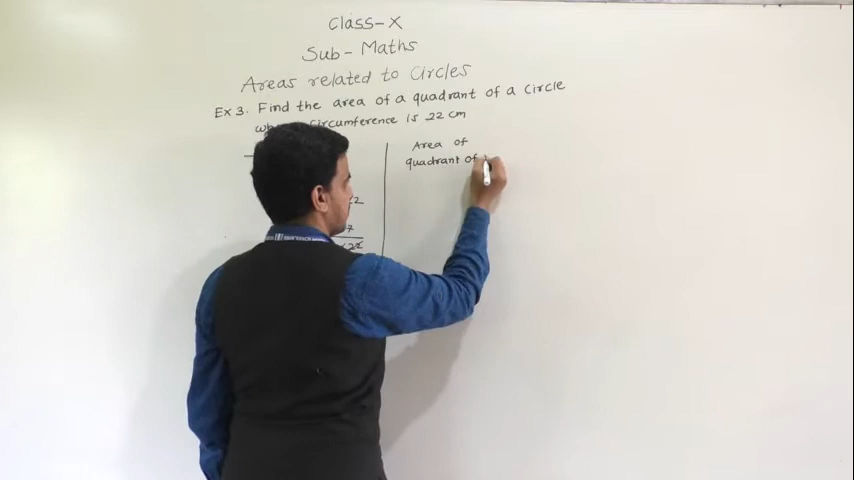 Class-X
Sub- Maths
Areas related to Circles
Ex 3. Find the area of a quadrant of a circle
circumference is 22 cm
Area of
quadrant of